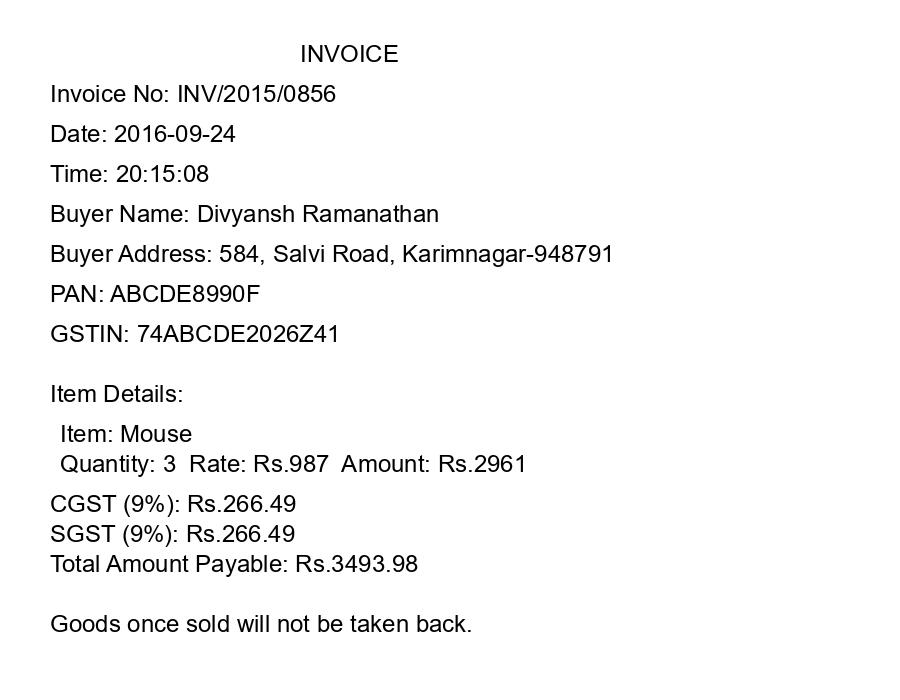 INVOICE
Invoice No: INV/2015/0856
Date: 2016-09-24
Time: 20:15:08
Buyer Name: Divyansh Ramanathan
Buyer Address: 584, Salvi Road, Karimnagar-948791
PAN: ABCDE8990F
GSTIN: 74ABCDE2026Z41
Item Details:
Item: Mouse
Quantity: 3  Rate: Rs.987  Amount: Rs.2961
CGST (9%): Rs.266.49
SGST (9%): Rs.266.49
Total Amount Payable: Rs.3493.98
Goods once sold will not be taken back.